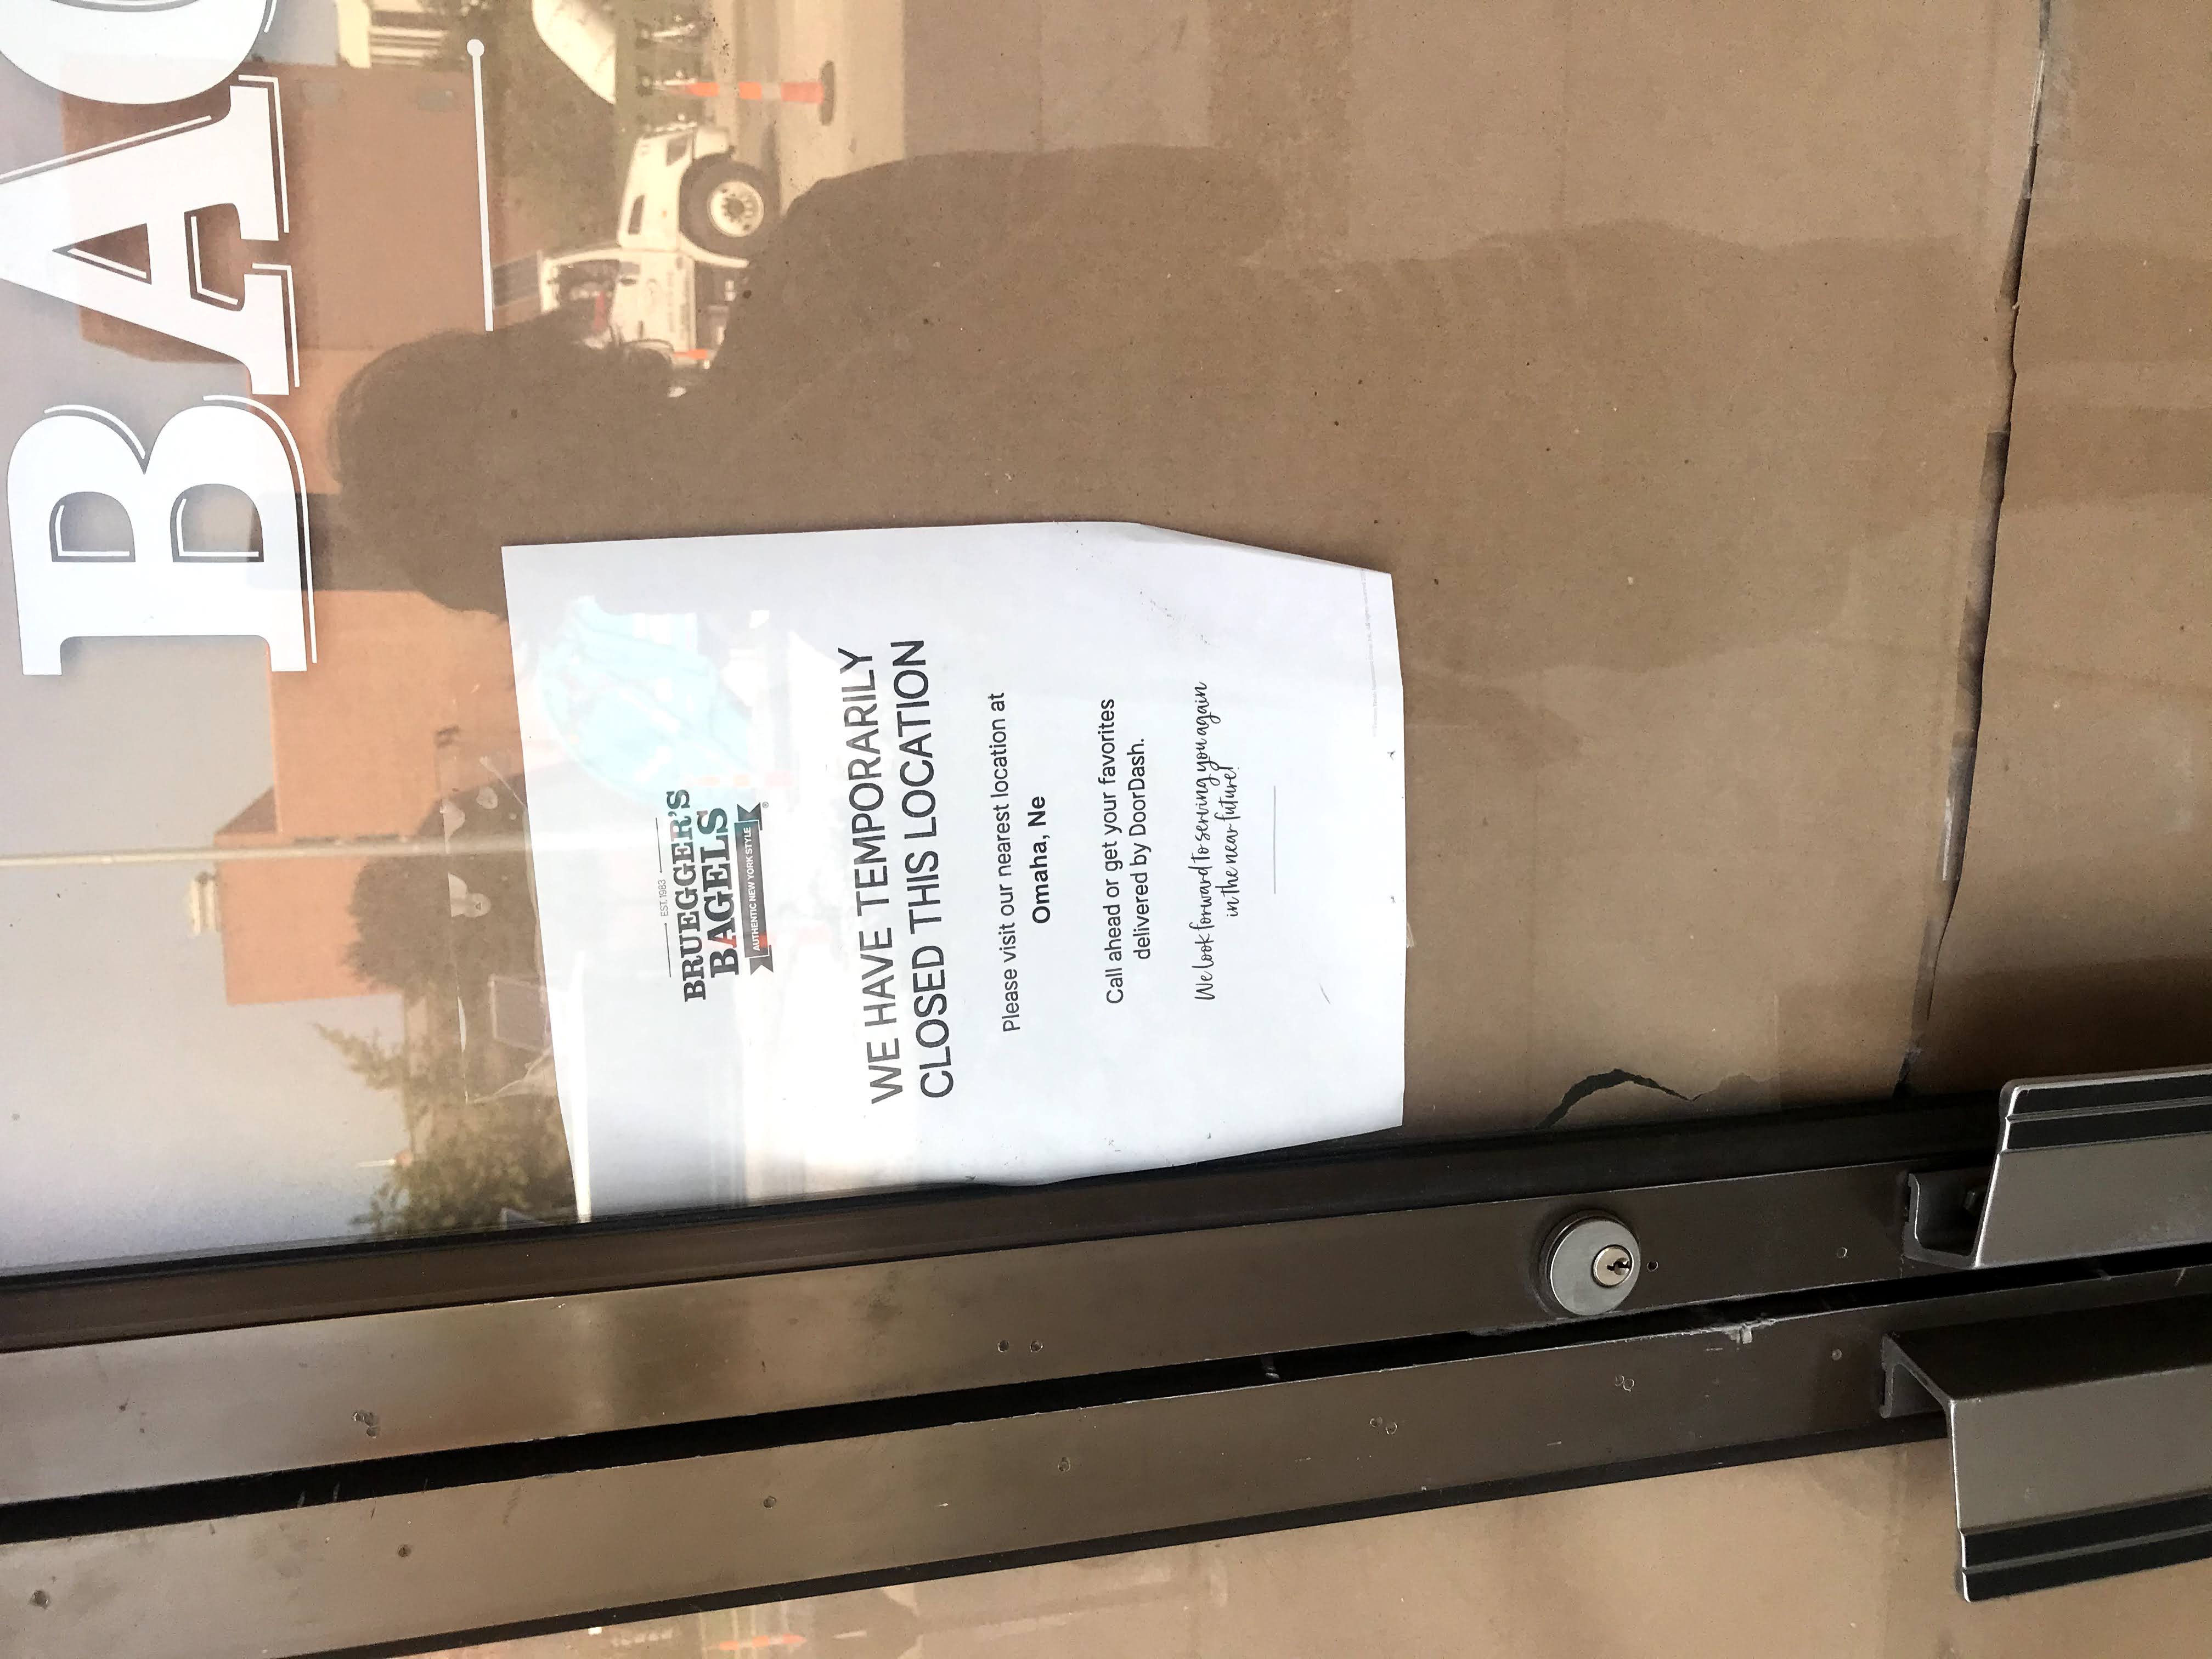 BA
EST. 1983
BRUEGGER'S
BAGELS
AUTHENTIC NEW YORK STYLE
®
WE HAVE TEMPORARILY
CLOSED THIS LOCATION
Please visit our nearest location at
Omaha, Ne
Call ahead or get your favorites
delivered by DoorDash.
We look forward to serving you again
in the near future!